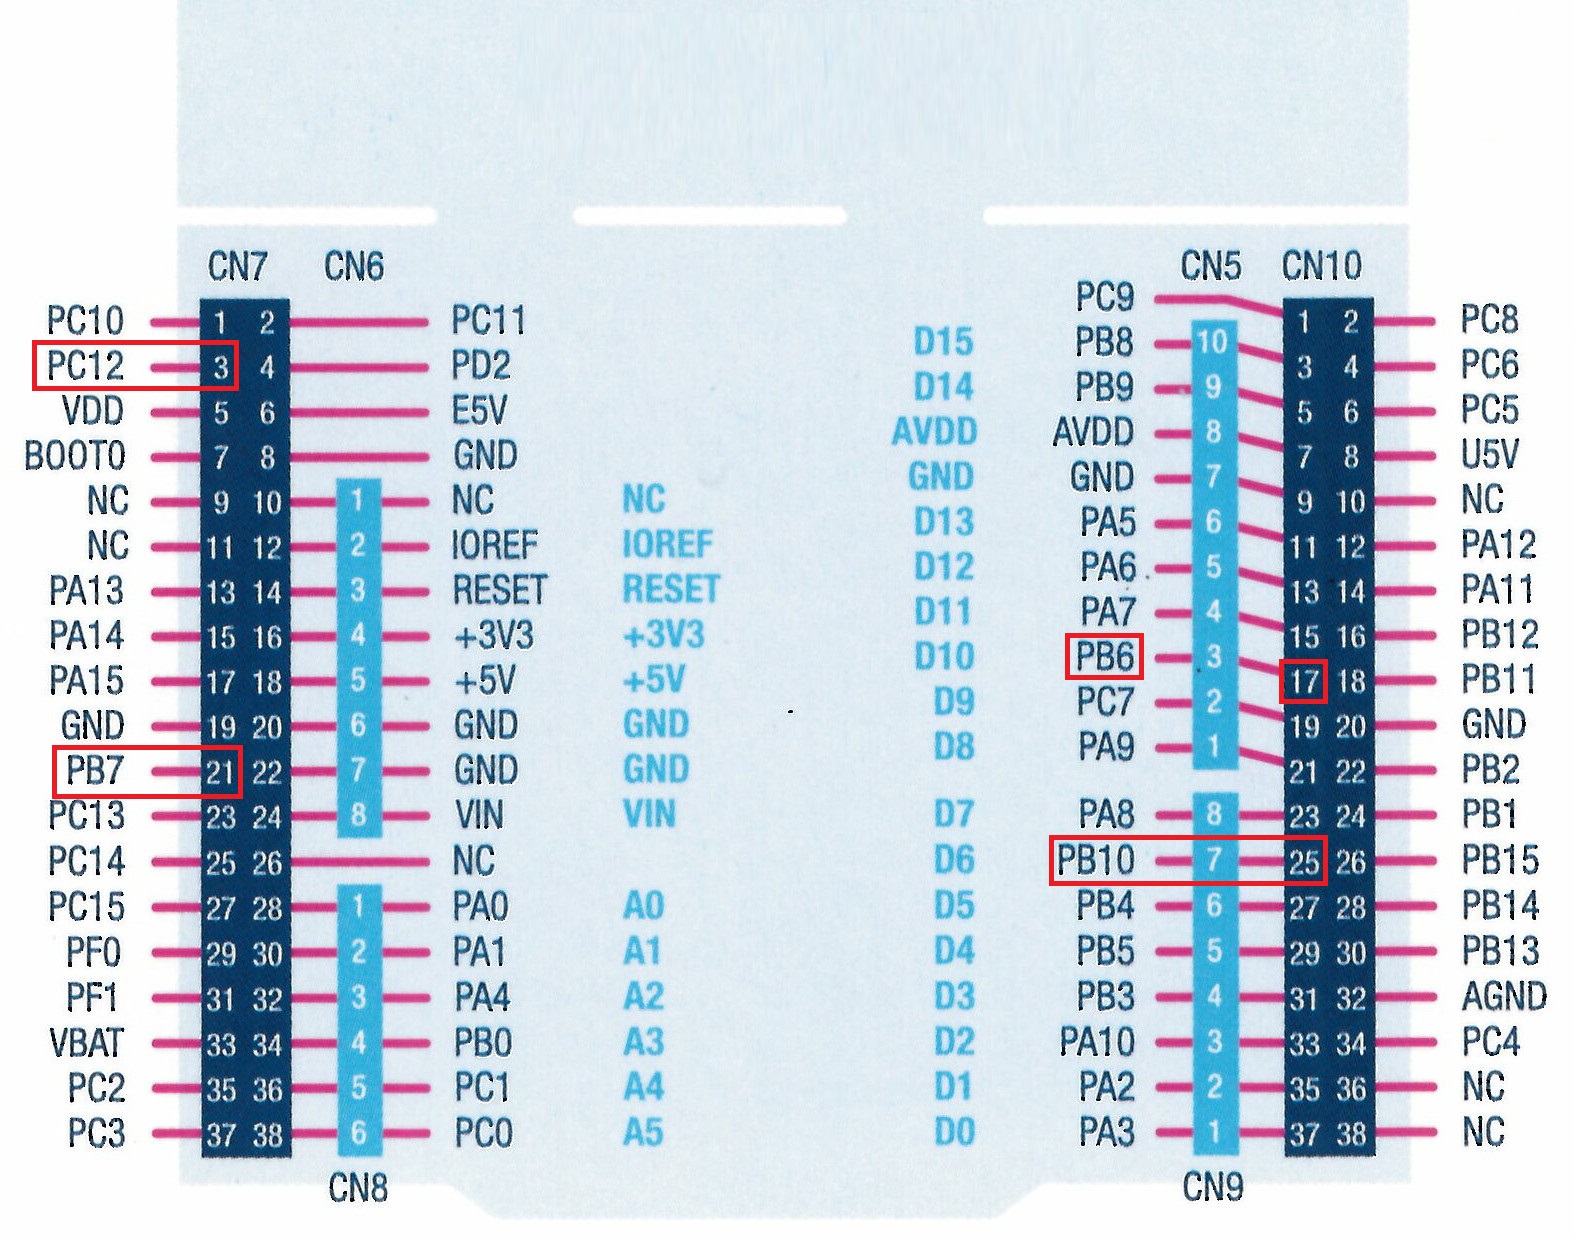 CN7 CN6 CN5 CN10
PC9
PC10 1 2 PC11 1 2 PC8
D15 PB8 10
PC12 3 4 PD2 3 4 PC6
D14 PB9 9
VDD 5 6 E5V 5 6 PC5
AVDD AVDD 8
BOOT0 7 8 GND 7 8 U5V
GND GND 7
NC 9 10 1 NC NC 9 10 NC
D13 PA5 6
NC 11 12 2 IOREF IOREF 11 12 PA12
D12 PA6 5
PA13 13 14 3 RESET RESET 13 14 PA11
D11 PA7 4
PA14 15 16 4 +3V3 +3V3 15 16 PB12
D10 PB6 3
PA15 17 18 5 +5V +5V 17 18 PB11
D9 PC7 2
GND 19 20 6 GND GND 19 20 GND
D8 PA9 1
PB7 21 22 7 GND GND 21 22 PB2
PC13 23 24 8 VIN VIN D7 PA8 8 23 24 PB1
PC14 25 26 NC D6 PB10 7 25 26 PB15
PC15 27 28 1 PA0 A0 D5 PB4 6 27 28 PB14
PF0 29 30 2 PA1 A1 D4 PB5 5 29 30 PB13
PF1 31 32 3 PA4 A2 D3 PB3 4 31 32 AGND
VBAT 33 34 4 PB0 A3 D2 PA10 3 33 34 PC4
PC2 35 36 5 PC1 A4 D1 PA2 2 35 36 NC
PC3 37 38 6 PC0 A5 D0 PA3 1 37 38 NC
CN8 CN9